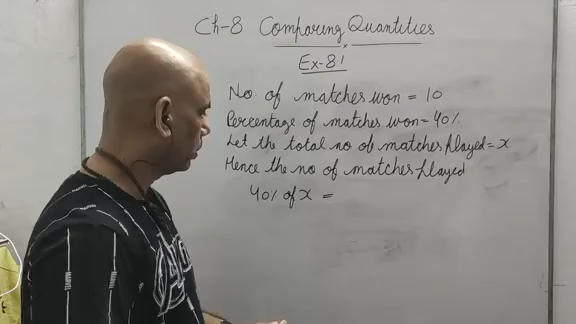 Ch-8 Comparing Quantities
Ex-8.1
No. of matches won = 10
Percentage of matches won = 40%
Let the total no of matches played = x
Hence the no of matches played
40% of x =